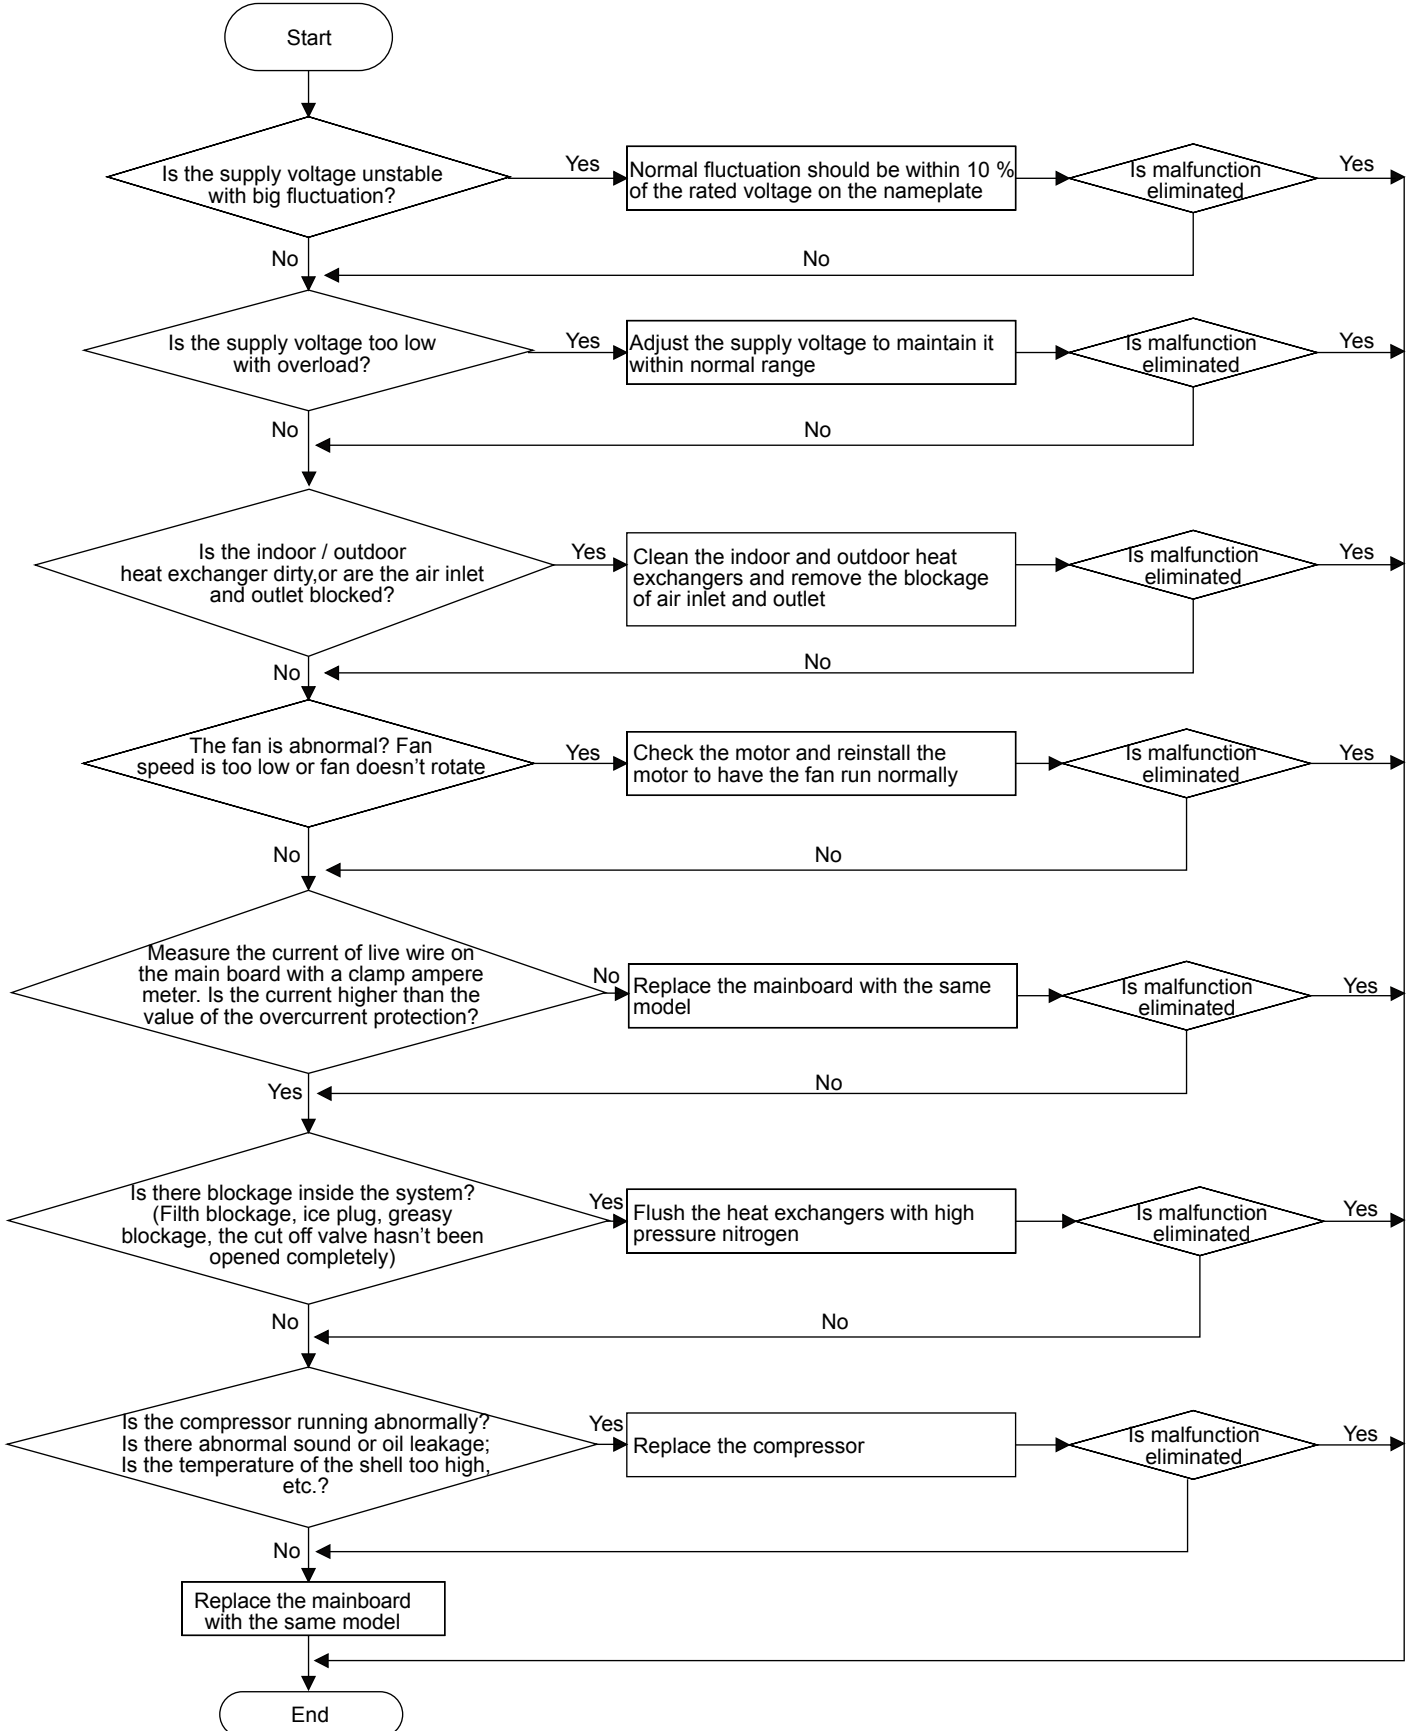 Start
Is the supply voltage unstable
with big fluctuation?
Yes
Normal fluctuation should be within 10 %
of the rated voltage on the nameplate
Is malfunction
eliminated
Yes
No
No
Is the supply voltage too low
with overload?
Yes
Adjust the supply voltage to maintain it
within normal range
Is malfunction
eliminated
Yes
No
No
Is the indoor / outdoor
heat exchanger dirty,or are the air inlet
and outlet blocked?
Yes
Clean the indoor and outdoor heat
exchangers and remove the blockage
of air inlet and outlet
Is malfunction
eliminated
Yes
No
No
The fan is abnormal? Fan
speed is too low or fan doesn't rotate
Yes
Check the motor and reinstall the
motor to have the fan run normally
Is malfunction
eliminated
Yes
No
No
Measure the current of live wire on
the main board with a clamp ampere
meter. Is the current higher than the
value of the overcurrent protection?
No
Replace the mainboard with the same
model
Is malfunction
eliminated
Yes
Yes
No
Is there blockage inside the system?
(Filth blockage, ice plug, greasy
blockage, the cut off valve hasn't been
opened completely)
Yes
Flush the heat exchangers with high
pressure nitrogen
Is malfunction
eliminated
Yes
No
No
Is the compressor running abnormally?
Is there abnormal sound or oil leakage;
Is the temperature of the shell too high,
etc.?
Yes
Replace the compressor
Is malfunction
eliminated
Yes
No
Replace the mainboard
with the same model
End